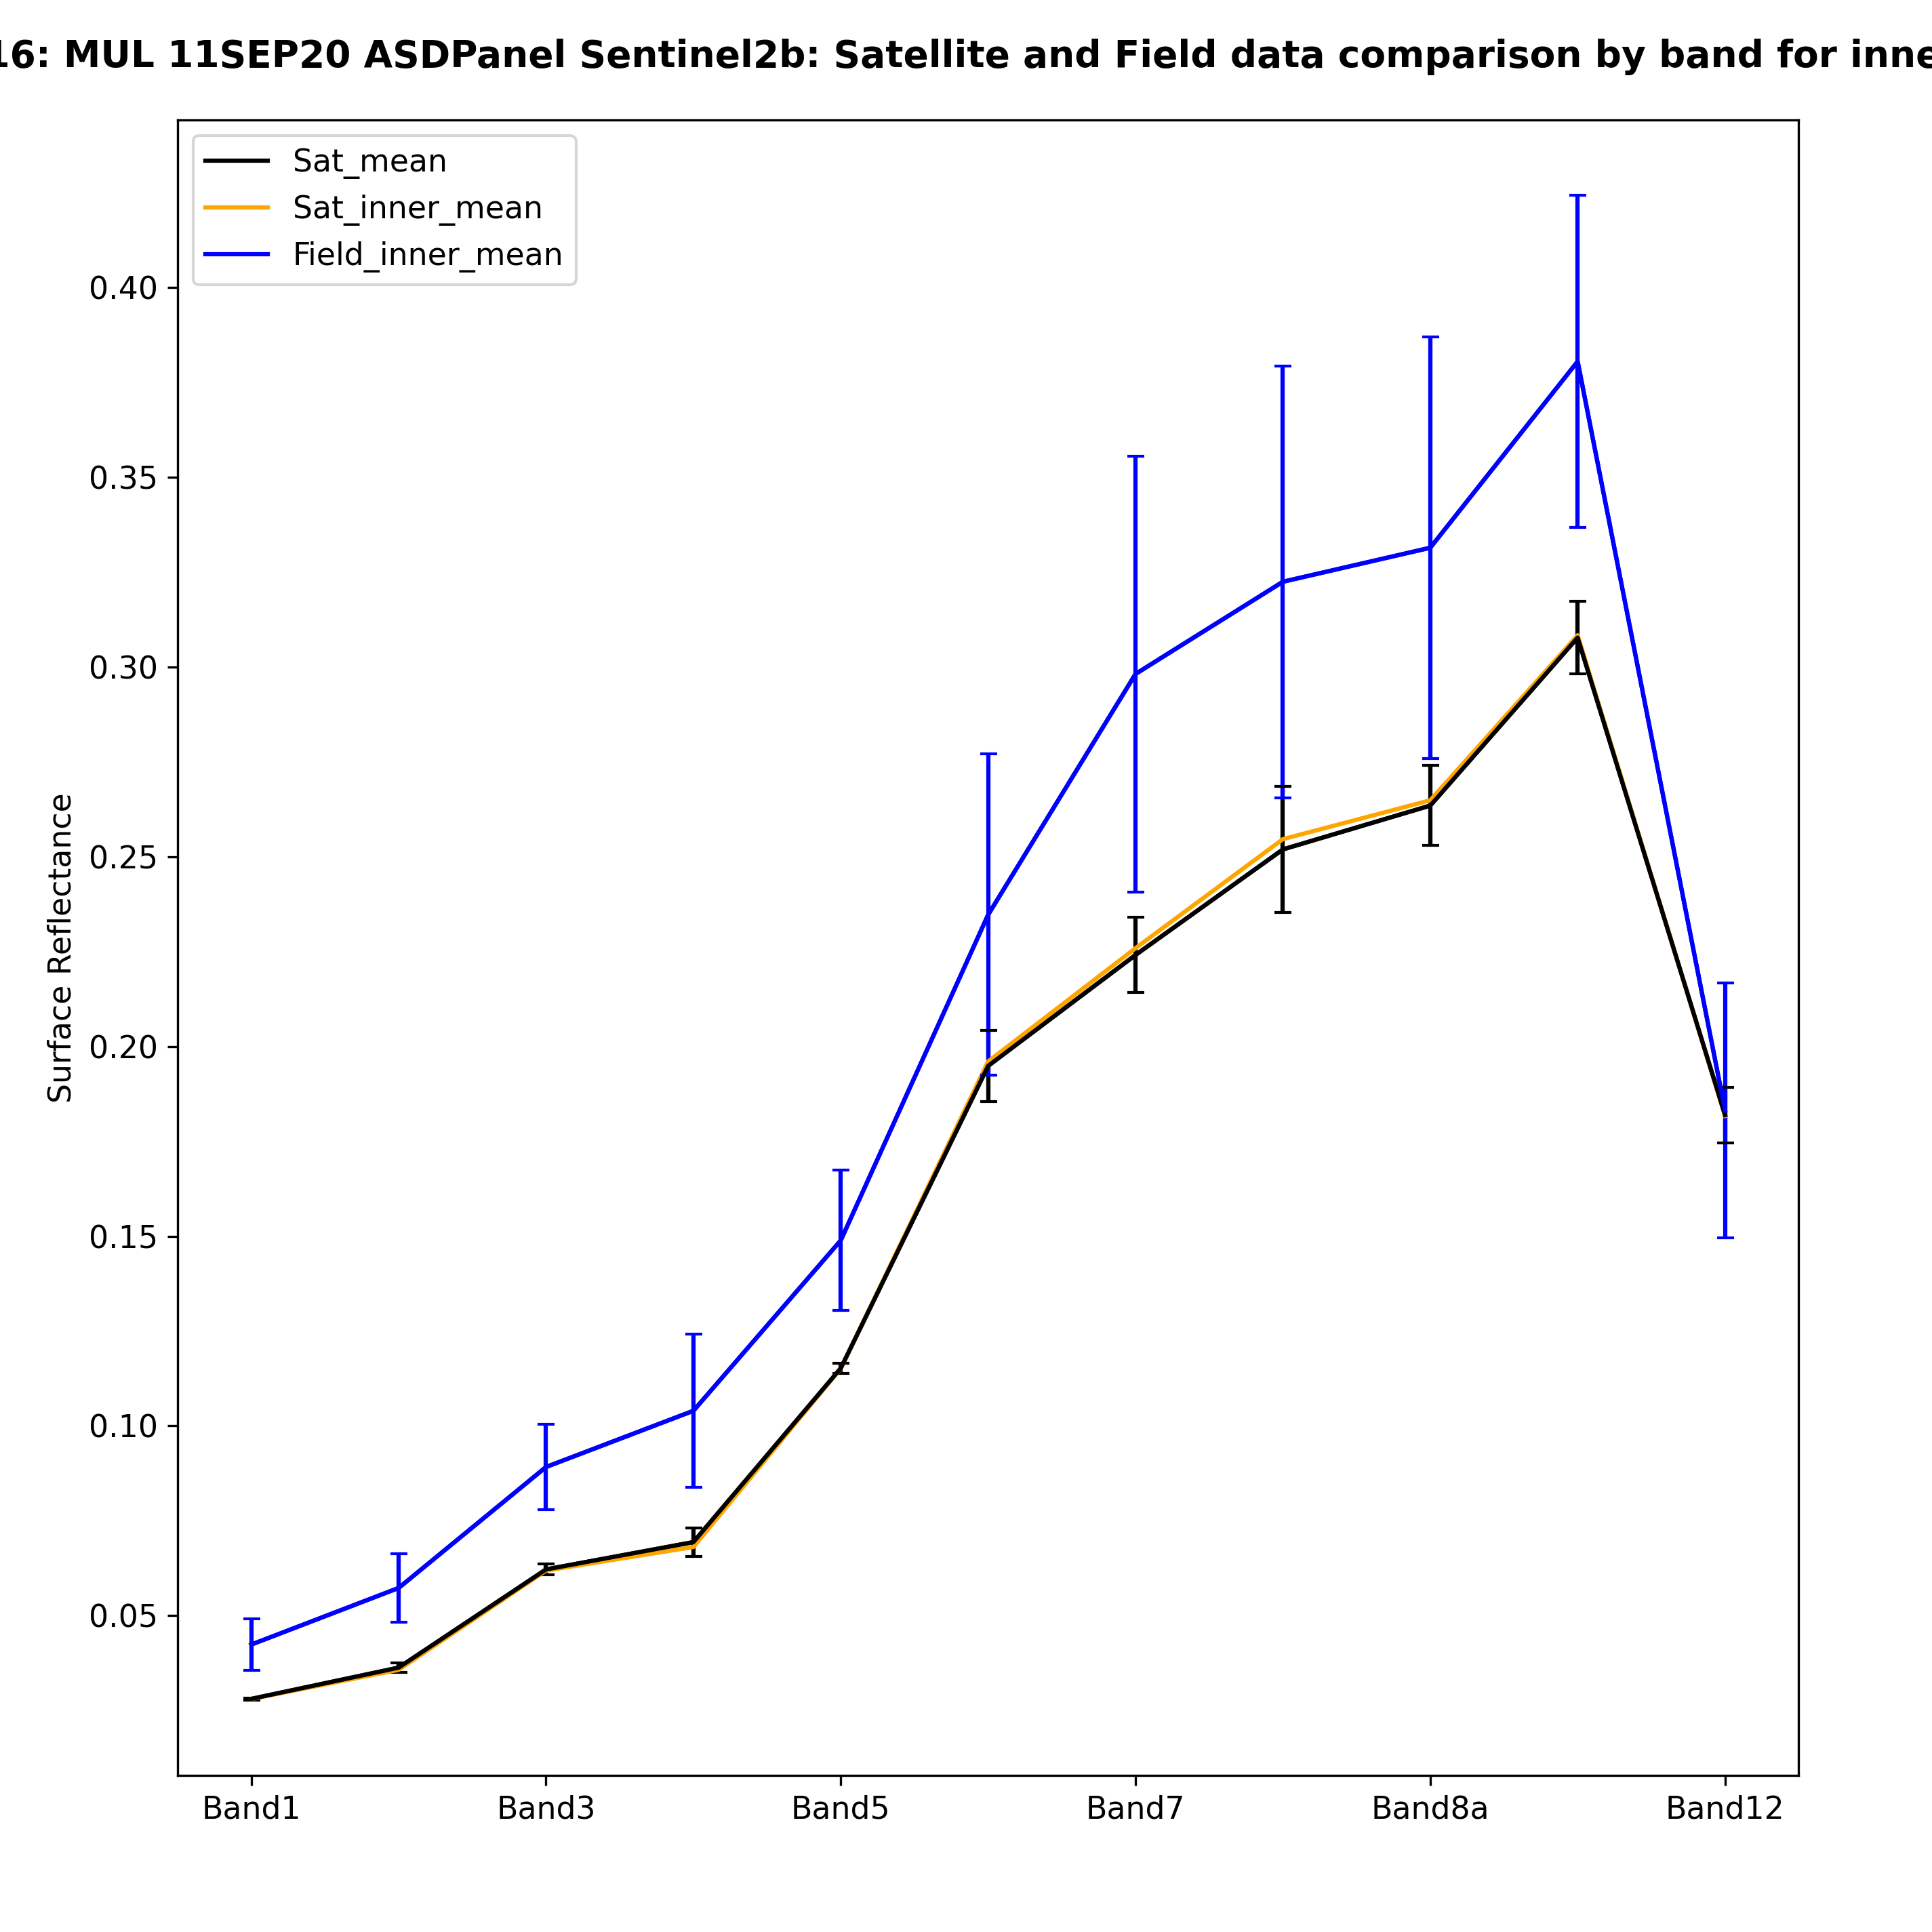 16: MUL 11SEP20 ASDPanel Sentinel2b: Satellite and Field data comparison by band for inne
Sat_mean
Sat_inner_mean
Field_inner_mean
0.40
0.35
0.30
0.25
0.20
0.15
0.10
0.05
Surface Reflectance
Band1 Band3 Band5 Band7 Band8a Band12